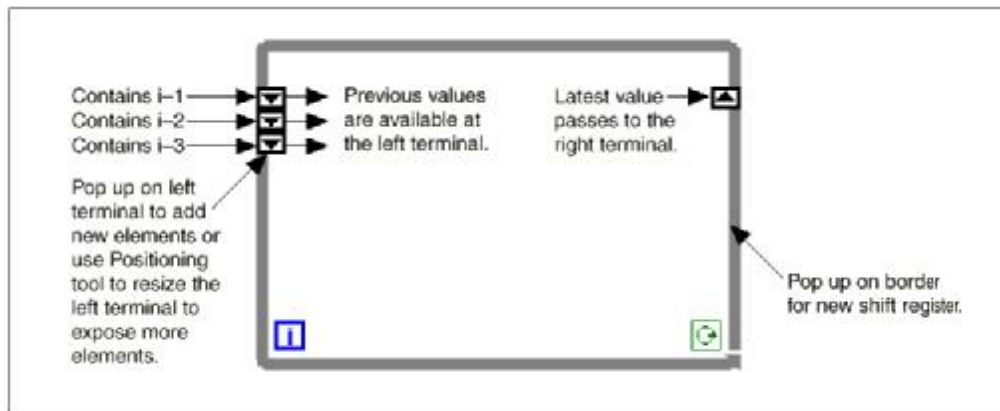 Contains i–1
Contains i–2
Contains i–3
Previous values
are available at
the left terminal.
Latest value
passes to the
right terminal.
Pop up on left
terminal to add
new elements or
use Positioning
tool to resize the
left terminal to
expose more
elements.
i
Pop up on border
for new shift register.